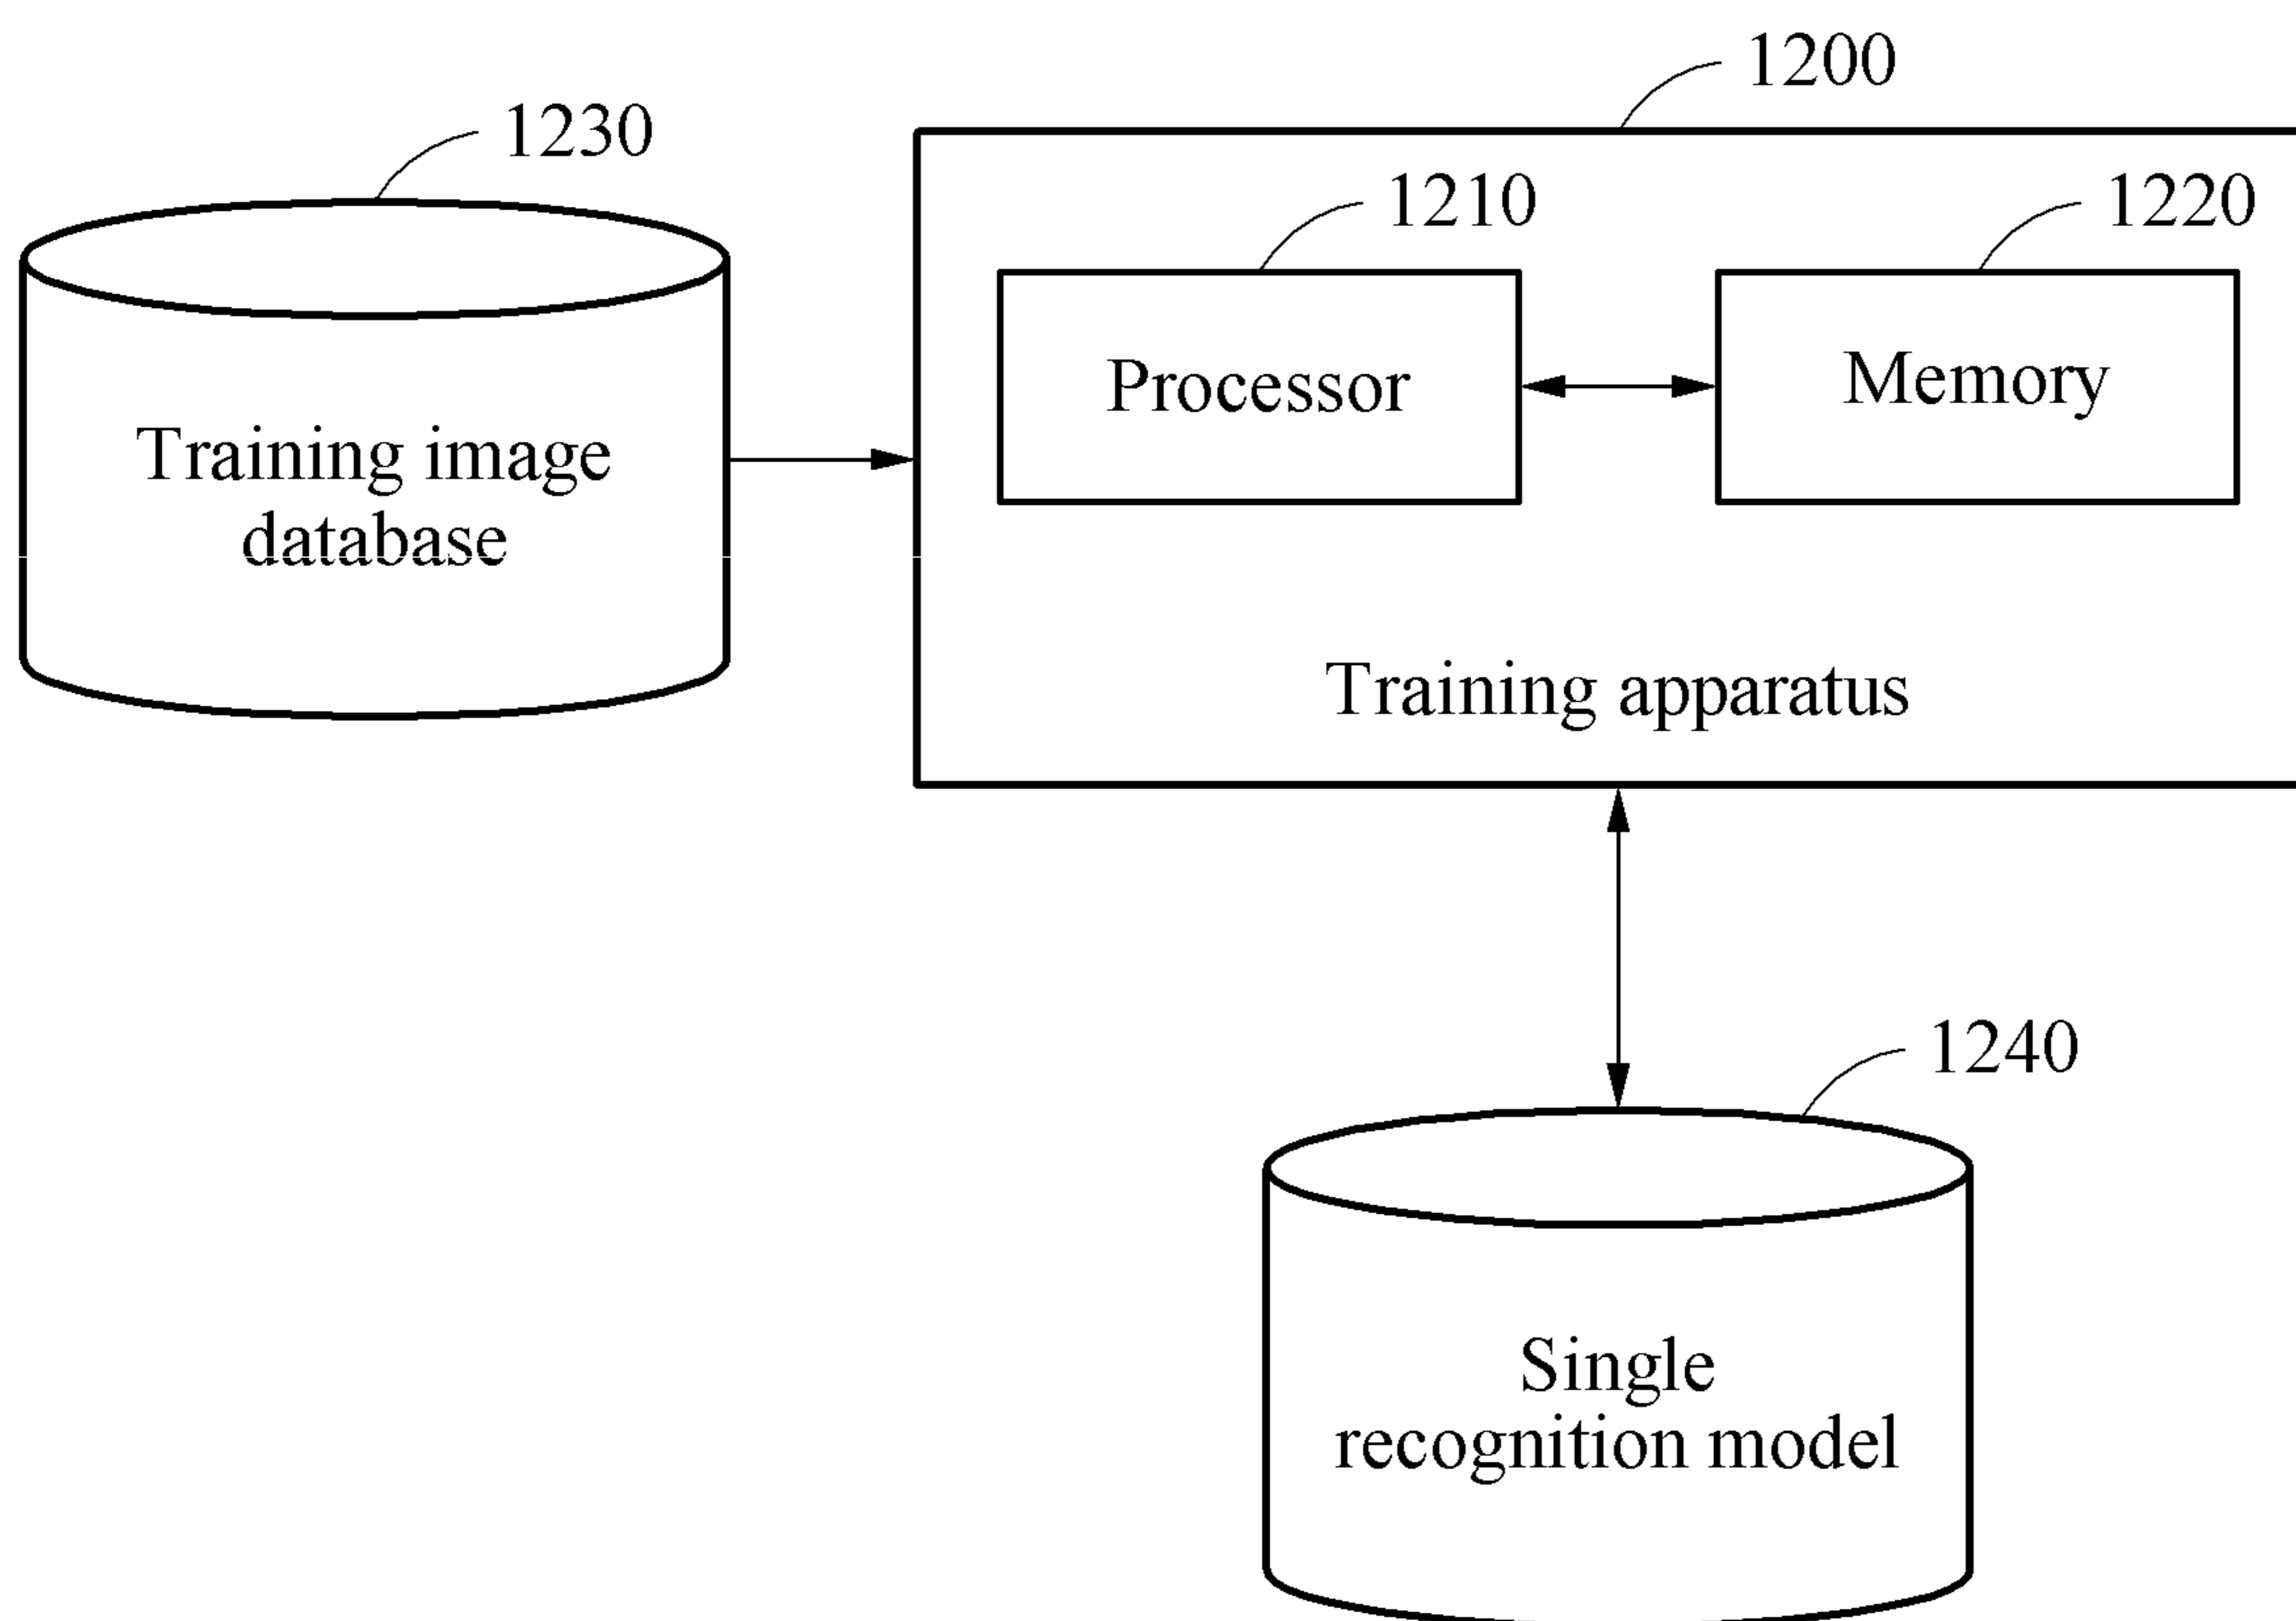 1200
1230
1210
1220
Processor
Memory
Training image
database
Training apparatus
1240
Single
recognition model